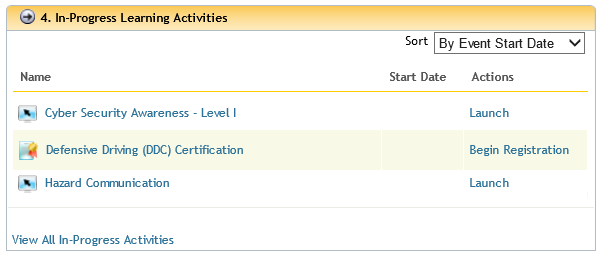 4. In-Progress Learning Activities
Sort By Event Start Date
Name Start Date Actions
Cyber Security Awareness - Level I Launch
Defensive Driving (DDC) Certification Begin Registration
Hazard Communication Launch
View All In-Progress Activities